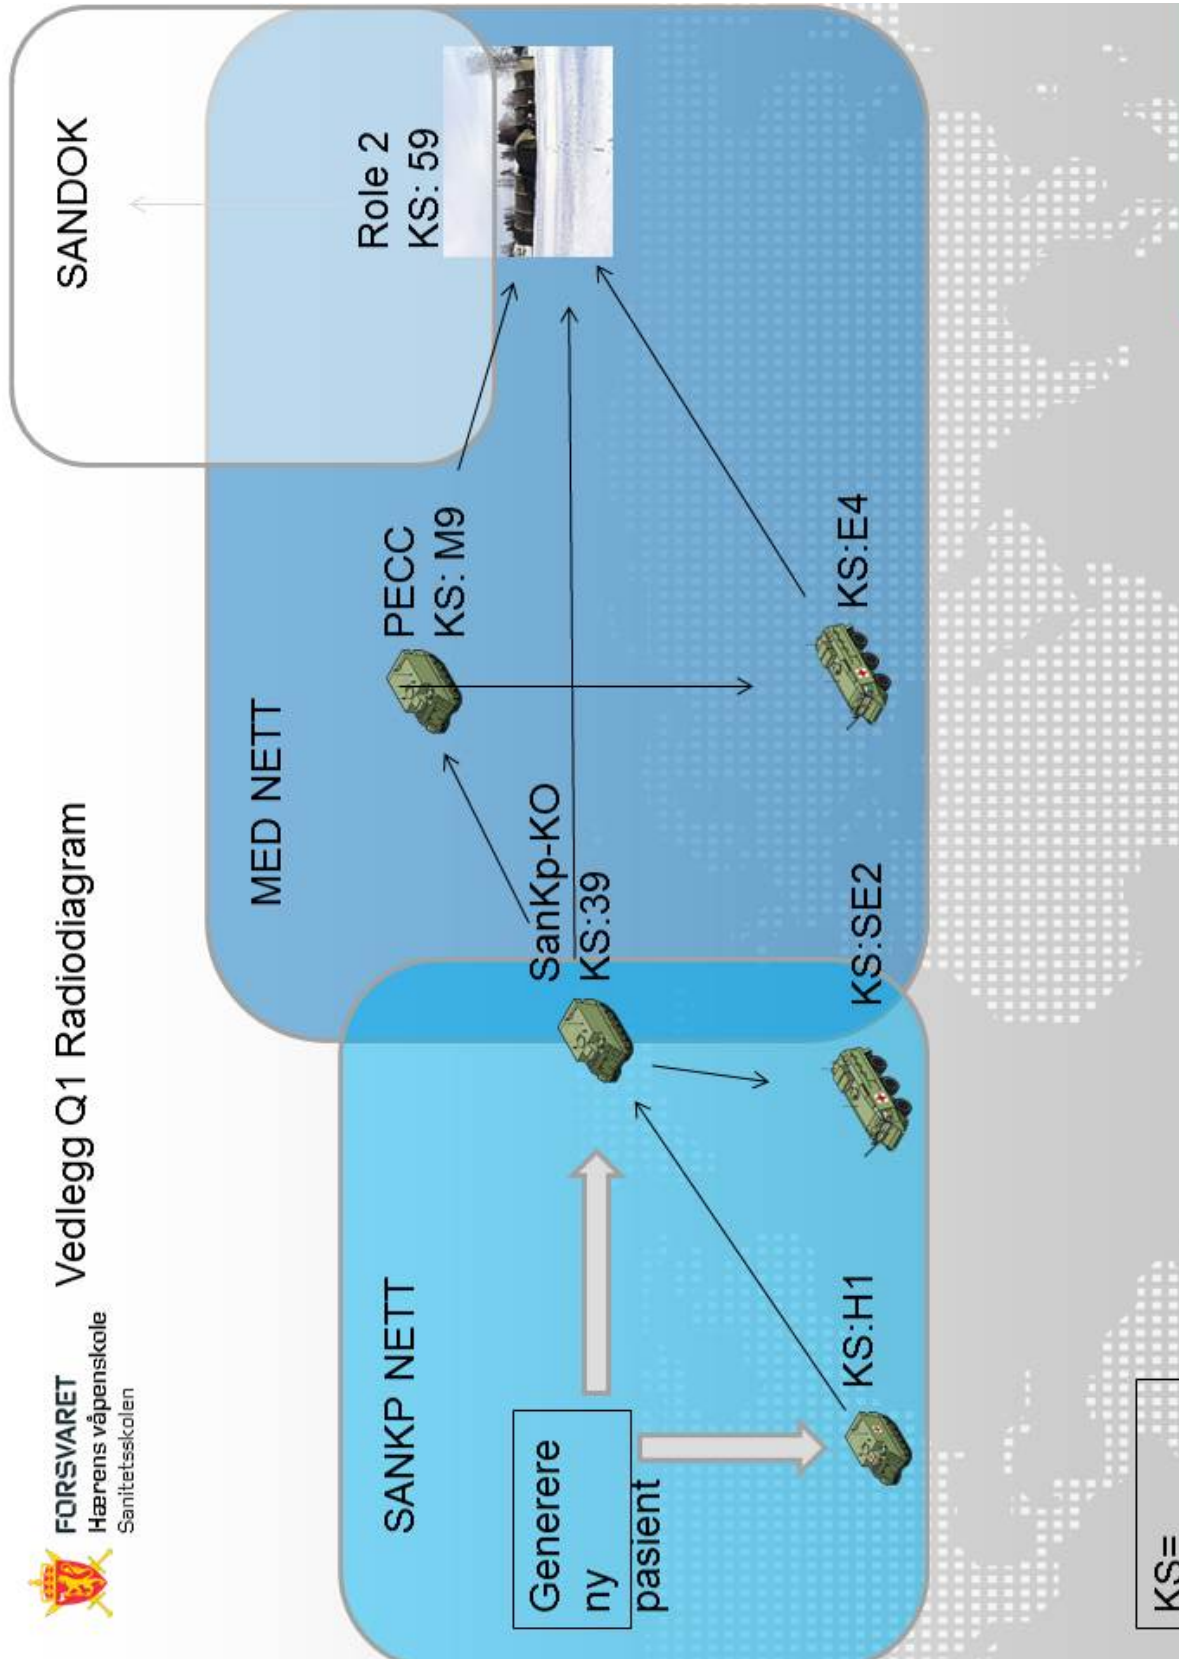 FORSVARET
Hærens våpenskole
Sanitetsskolen
Vedlegg Q1 Radiodiagram
SANDOK
MED NETT
Role 2
KS: 59
PECC
KS: M9
SANKP NETT
SanKp-KO
KS:39
Generere
ny
pasient
KS:H1
KS:SE2
KS:E4
KS=